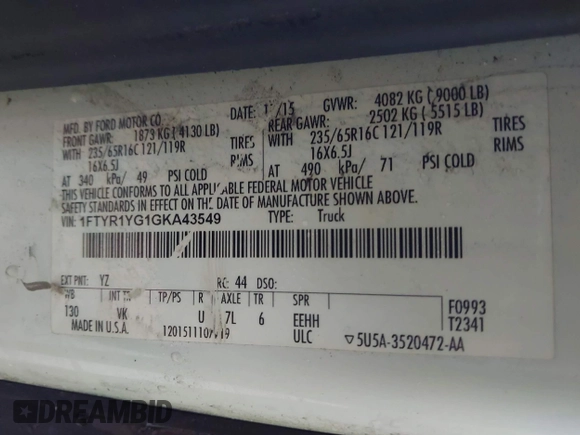 MFD. BY FORD MOTOR CO.
DATE: 1 /15 GVWR: 4082 KG ( 9000 LB)
FRONT GAWR: 1873 KG ( 4130 LB) REAR GAWR: 2502 KG ( 5515 LB)
WITH 235/65R16C 121/119R TIRES WITH 235/65R16C 121/119R TIRES
16X6.5J RIMS 16X6.5J RIMS
AT 340 kPa/ 49 PSI COLD AT 490 kPa/ 71 PSI COLD
THIS VEHICLE CONFORMS TO ALL APPLICABLE FEDERAL MOTOR VEHICLE
SAFETY STANDARDS IN EFFECT ON THE DATE OF MANUFACTURE SHOWN ABOVE.
VIN: 1FTYR1YG1GKA43549 TYPE: Truck
EXT PNT: YZ RC: 44 DSO:
WB INT TP/PS R AXLE TR SPR F0993
130 VK U 7L 6 EEHH T2341
MADE IN U.S.A. ULC ▽5U5A-3520472-AA
DREAMBID